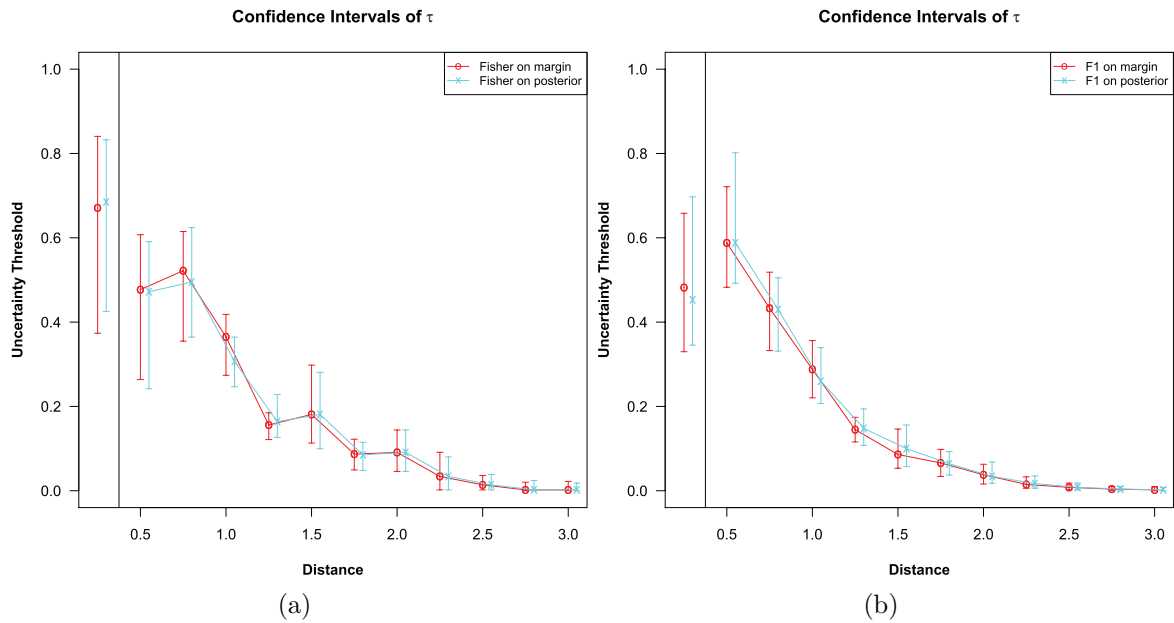 Confidence Intervals of τ
Fisher on margin
Fisher on posterior
Uncertainty Threshold
1.0
0.8
0.6
0.4
0.2
0.0
0.5 1.0 1.5 2.0 2.5 3.0
Distance
(a)
Confidence Intervals of τ
F1 on margin
F1 on posterior
Uncertainty Threshold
1.0
0.8
0.6
0.4
0.2
0.0
0.5 1.0 1.5 2.0 2.5 3.0
Distance
(b)